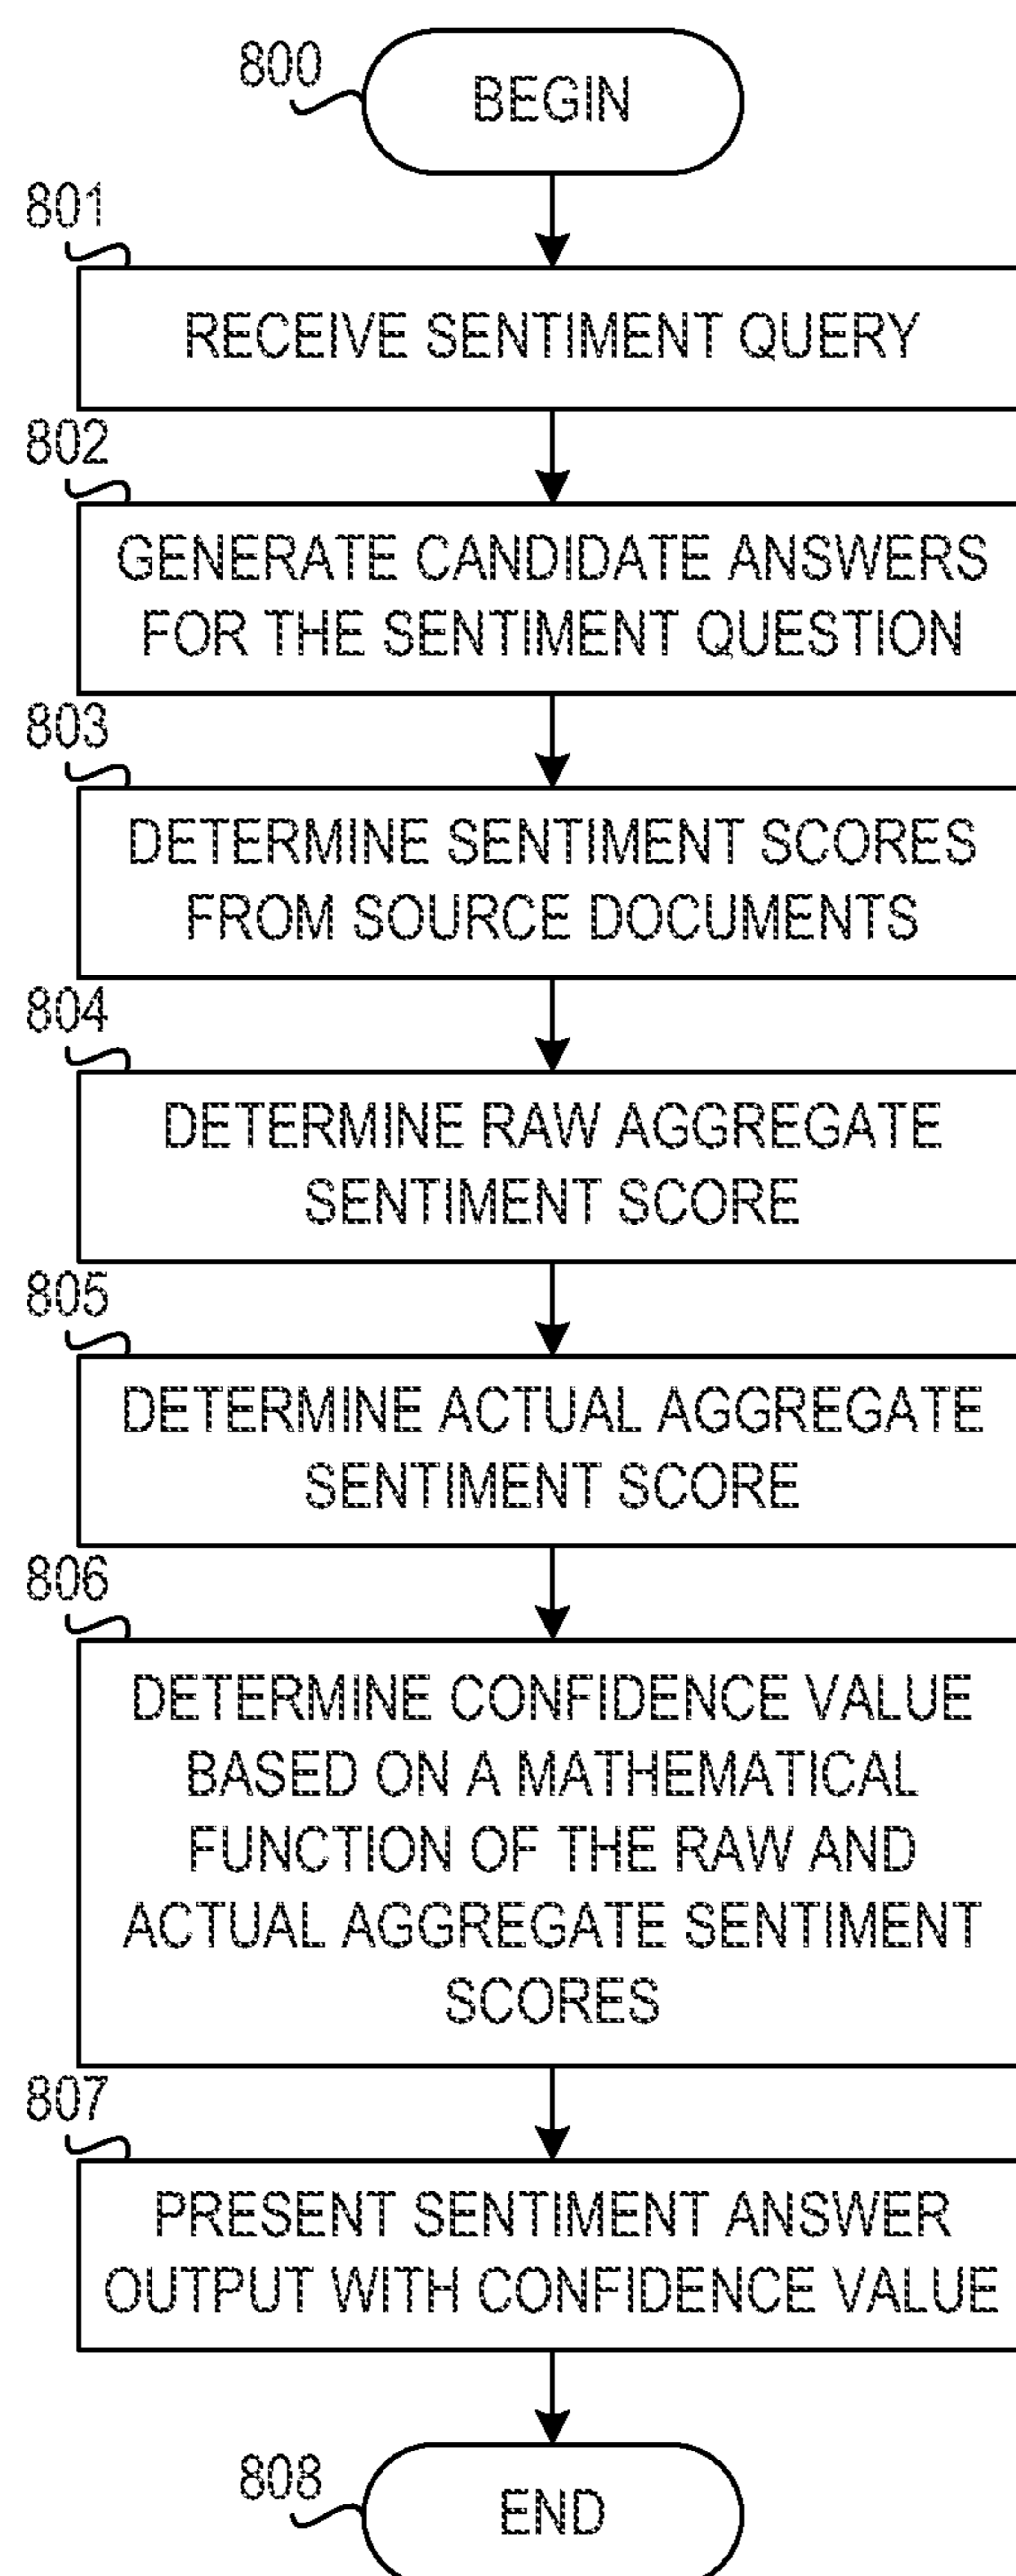 800
BEGIN
801
RECEIVE SENTIMENT QUERY
802
GENERATE CANDIDATE ANSWERS
FOR THE SENTIMENT QUESTION
803
DETERMINE SENTIMENT SCORES
FROM SOURCE DOCUMENTS
804
DETERMINE RAW AGGREGATE
SENTIMENT SCORE
805
DETERMINE ACTUAL AGGREGATE
SENTIMENT SCORE
806
DETERMINE CONFIDENCE VALUE
BASED ON A MATHEMATICAL
FUNCTION OF THE RAW AND
ACTUAL AGGREGATE SENTIMENT
SCORES
807
PRESENT SENTIMENT ANSWER
OUTPUT WITH CONFIDENCE VALUE
808
END